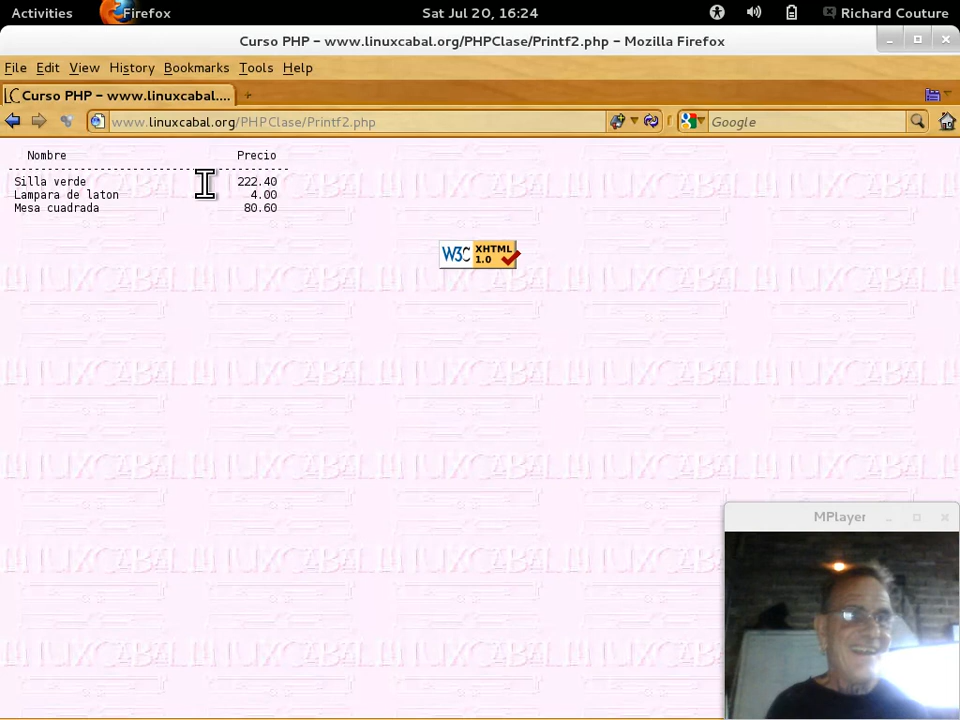 Activities Firefox Sat Jul 20, 16:24 Richard Couture
Curso PHP – www.linuxcabal.org/PHPClase/Printf2.php – Mozilla Firefox
File Edit View History Bookmarks Tools Help
Curso PHP – www.linuxcabal....
www.linuxcabal.org/PHPClase/Printf2.php Google
Nombre Precio
Silla verde 222.40
Lampara de laton 4.00
Mesa cuadrada 80.60
W3C XHTML
1.0
LINUXCABAL
MPlayer